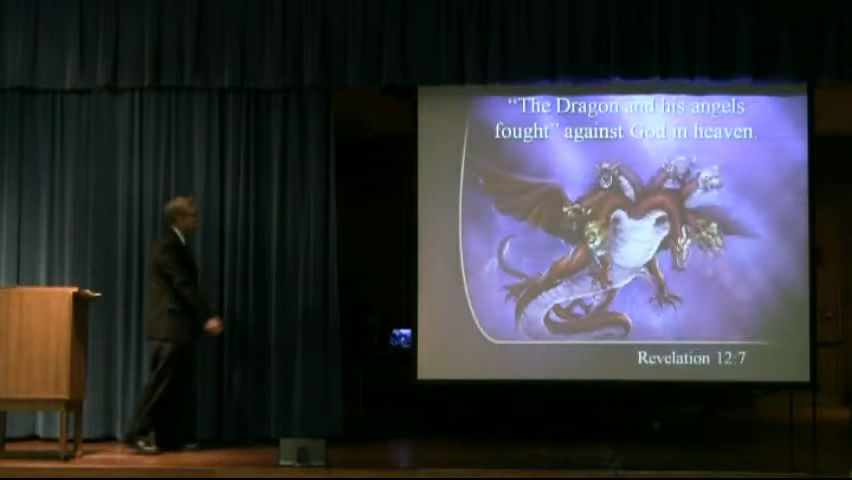 “The Dragon and his angels
fought” against God in heaven.
Revelation 12:7